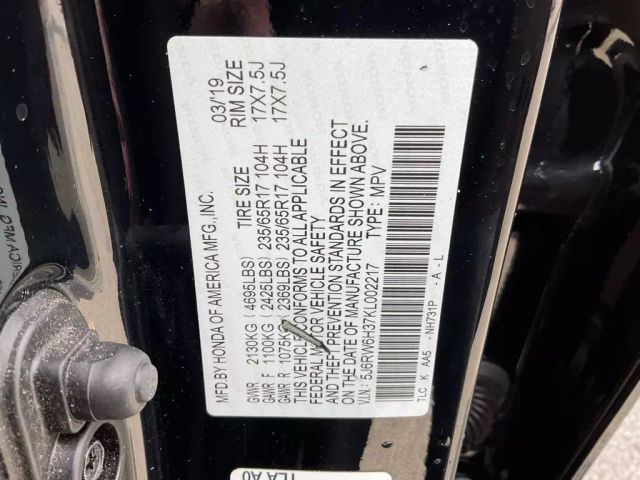 MFD.BY HONDA OF AMERICA MFG.,INC. 03/'19
TIRE SIZE RIM SIZE
GVWR 2130KG (4695LBS)
GAWR F 1100KG (2425LBS) 235/65R17 104H 17X7.5J
GAWR R 1075KG (2369LBS) 235/65R17 104H 17X7.5J
THIS VEHICLE CONFORMS TO ALL APPLICABLE
FEDERAL MOTOR VEHICLE SAFETY
AND THEFT PREVENTION STANDARDS IN EFFECT
ON THE DATE OF MANUFACTURE SHOWN ABOVE.
V.I.N.: 5J6RW6H37KL002217 TYPE: MPV
TLC K AA5 - NH731P - A - L
TLA A0